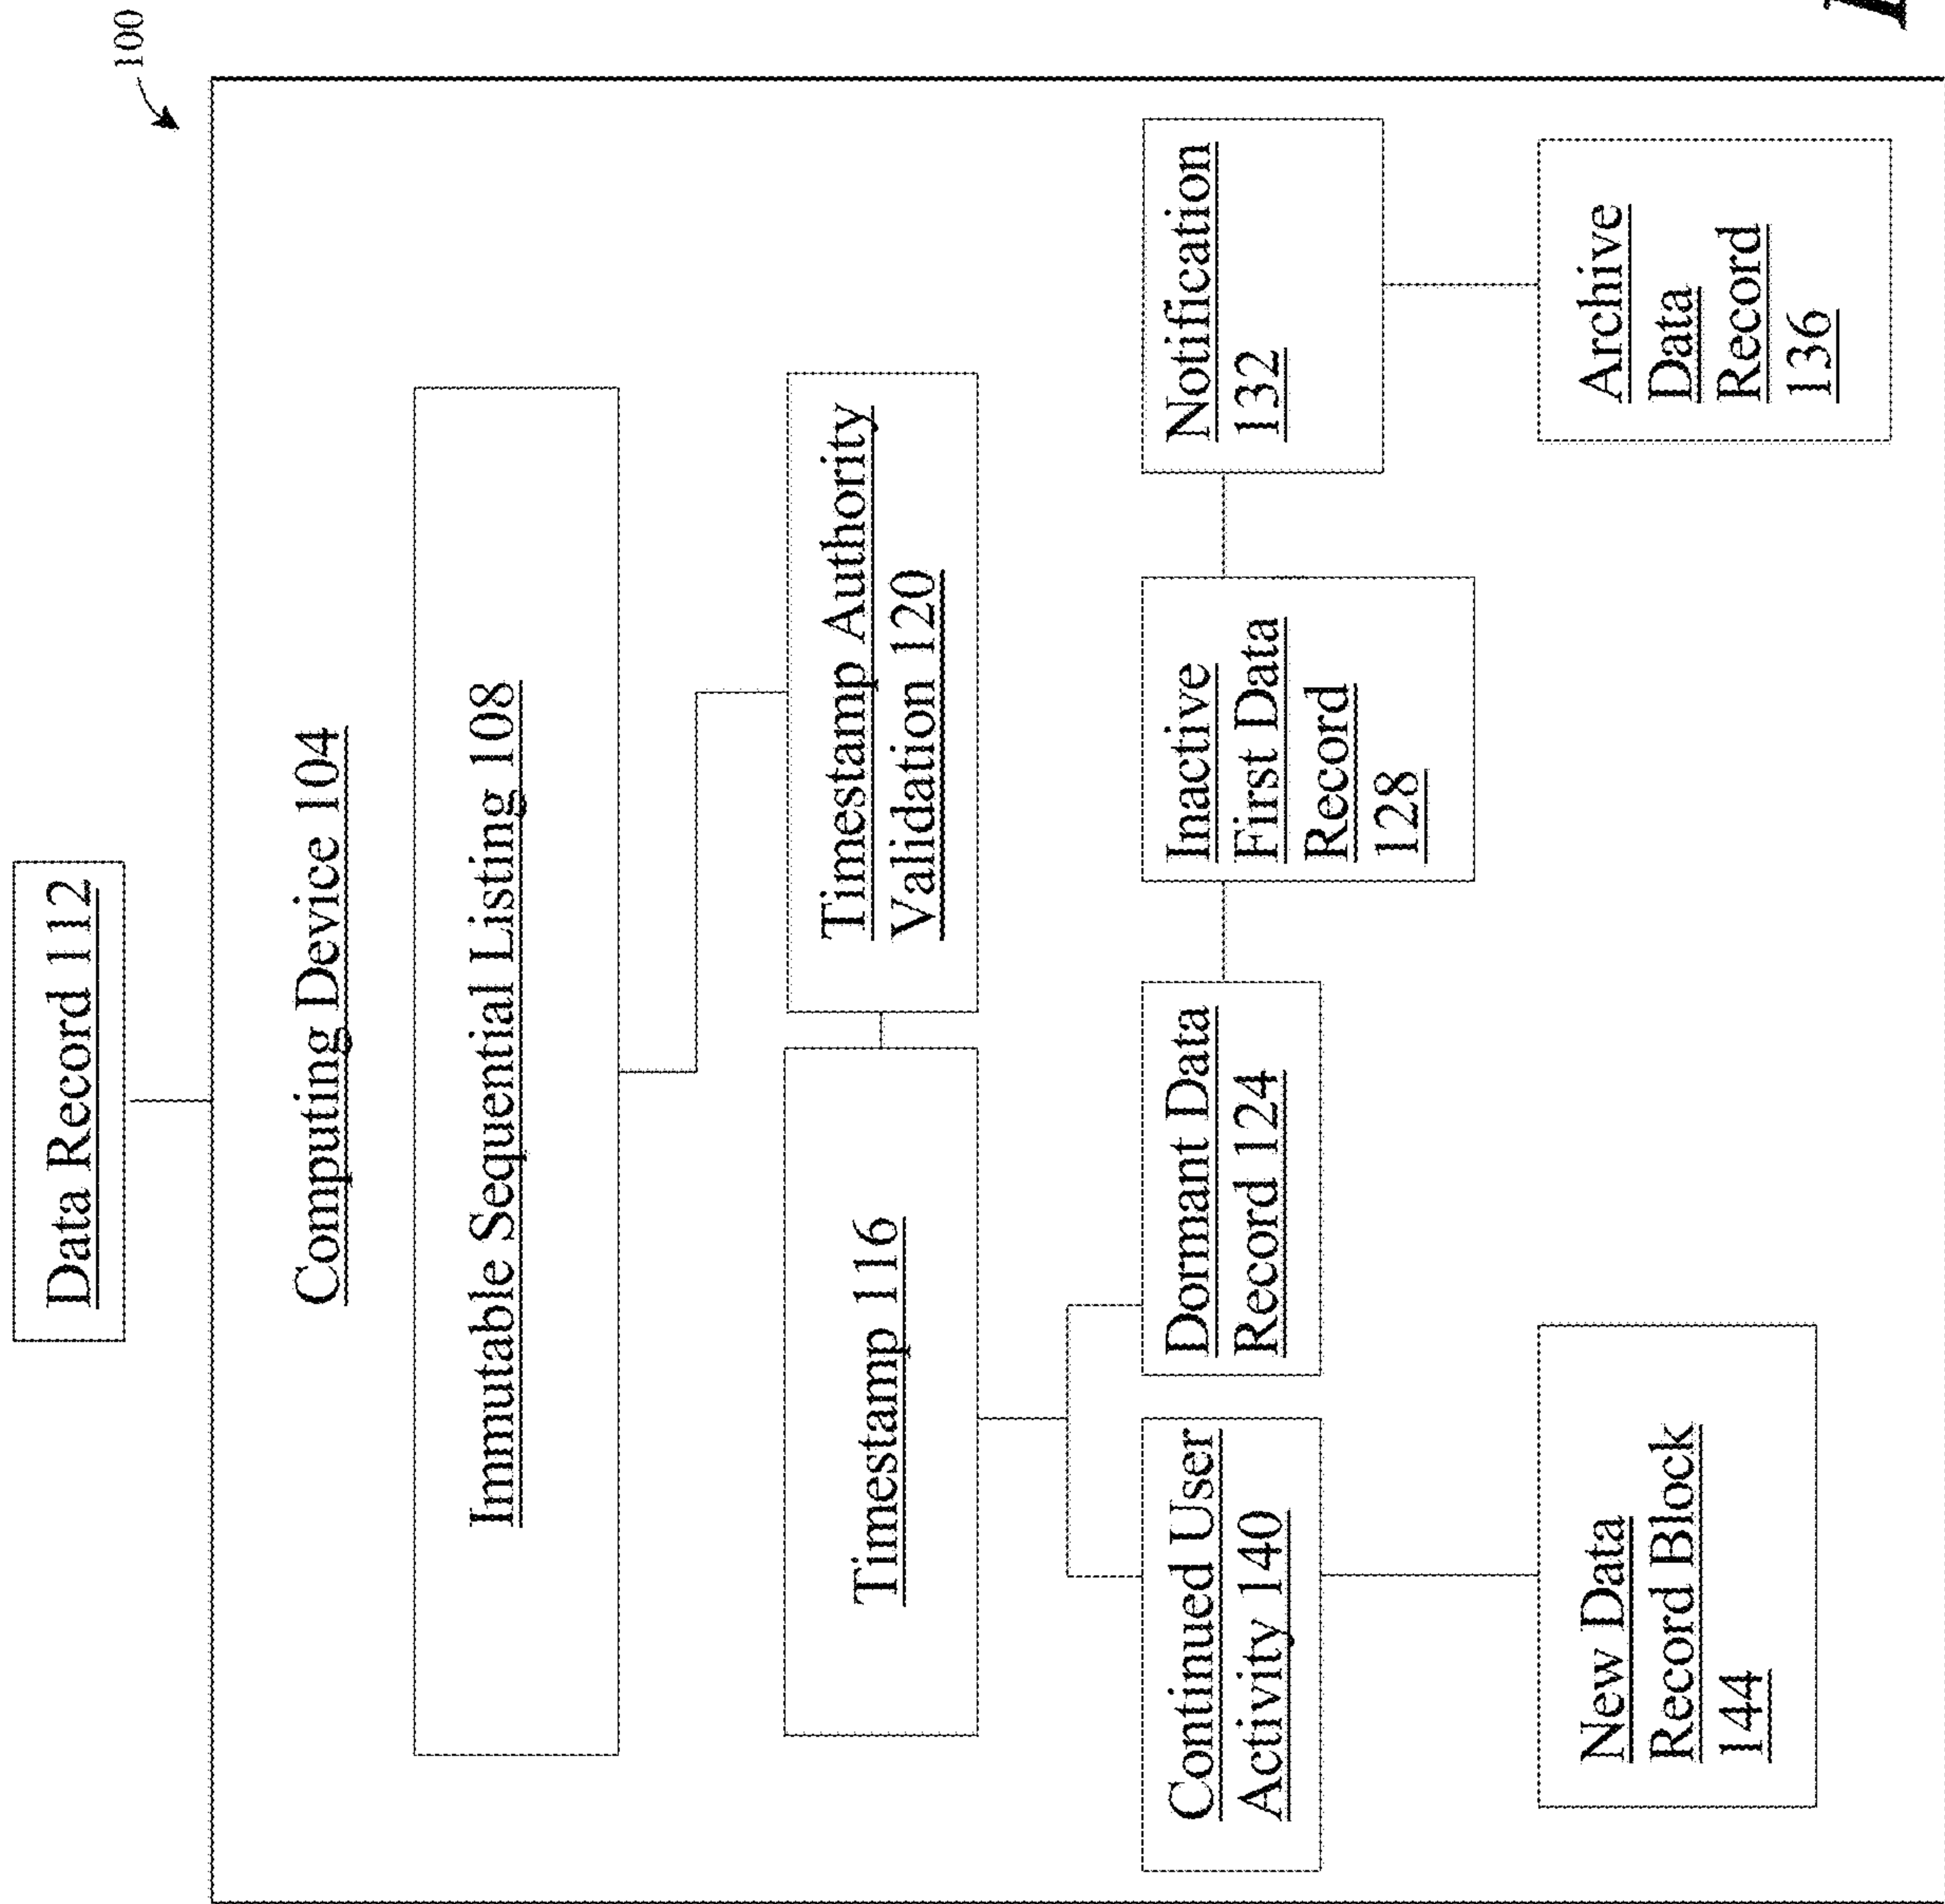 100
Data Record 112
Computing Device 104
Immutable Sequential Listing 108
Timestamp 116
Timestamp Authority
Validation 120
Continued User
Activity 140
Dormant Data
Record 124
Inactive
First Data
Record
128
Notification
132
New Data
Record Block
144
Archive
Data
Record
136